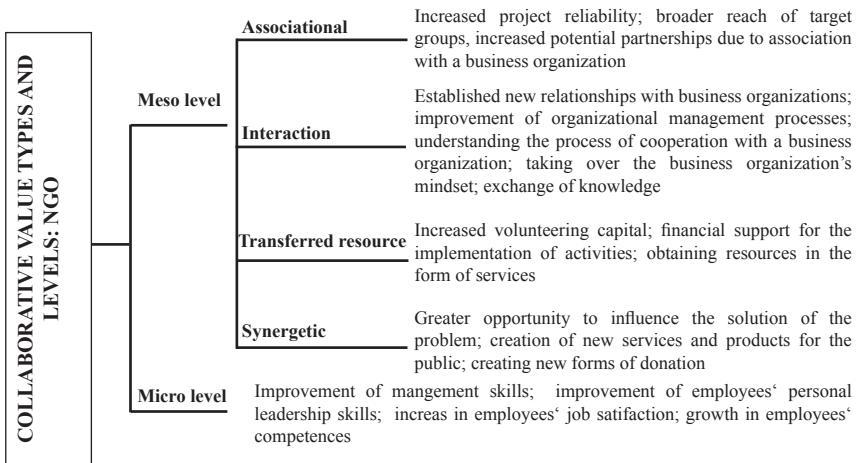 COLLABORATIVE VALUE TYPES AND
LEVELS: NGO
Meso level
Associational
Increased project reliability; broader reach of target
groups, increased potential partnerships due to association
with a business organization
Interaction
Established new relationships with business organizations;
improvement of organizational management processes;
understanding the process of cooperation with a business
organization; taking over the business organization’s
mindset; exchange of knowledge
Transferred resource
Increased volunteering capital; financial support for the
implementation of activities; obtaining resources in the
form of services
Synergetic
Greater opportunity to influence the solution of the
problem; creation of new services and products for the
public; creating new forms of donation
Micro level
Improvement of mangement skills; improvement of employees‘ personal
leadership skills; increas in employees‘ job satifaction; growth in employees‘
competences